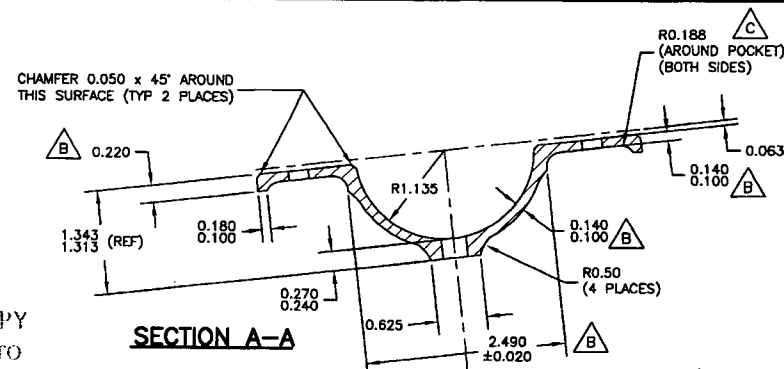 R0.188
(AROUND POCKET)
(BOTH SIDES)
C
CHAMFER 0.050 x 45° AROUND
THIS SURFACE (TYP 2 PLACES)
B 0.220
0.063
0.140
0.100
B
R1.135
1.343
1.313 (REF)
0.180
0.100
0.140
0.100 B
0.270
0.240
R0.50
(4 PLACES)
0.625
2.490
±0.020
B
SECTION A-A
PY
TO